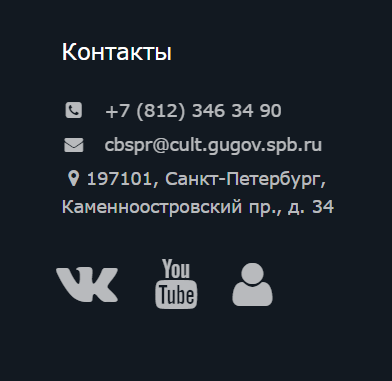 Контакты
+7 (812) 346 34 90
cbspr@cult.gugov.spb.ru
197101, Санкт-Петербург,
Каменноостровский пр., д. 34
You
Tube